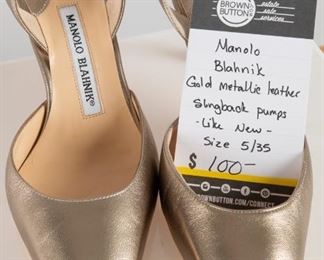 MANOLO
BLAHNIK®
BROWN
BUTTON
estate
sale
services
Manolo
Blahnik
Gold metallic leather
Slingback pumps
-Like New-
Size 5/35
$ 100-
BROWNBUTTON.COM/CONNECT